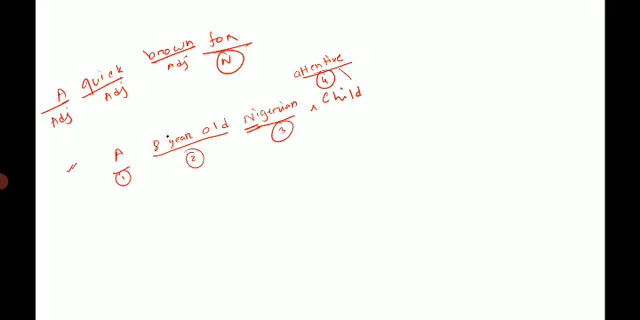 A quick brown fox
Adj Adj Adj N
attentive
4
A 8 year old Nigerian ^ Child
1 2 3